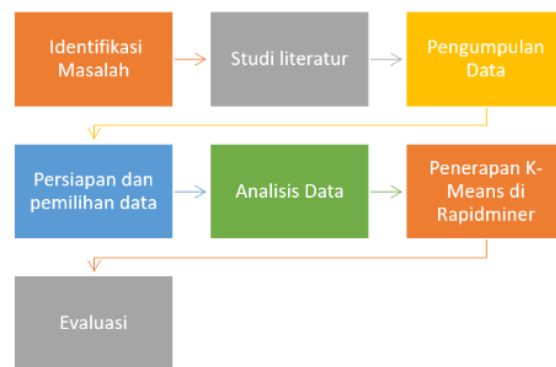 Identifikasi
Masalah
Studi literatur
Pengumpulan
Data
Persiapan dan
pemilihan data
Analisis Data
Penerapan K-
Means di
Rapidminer
Evaluasi